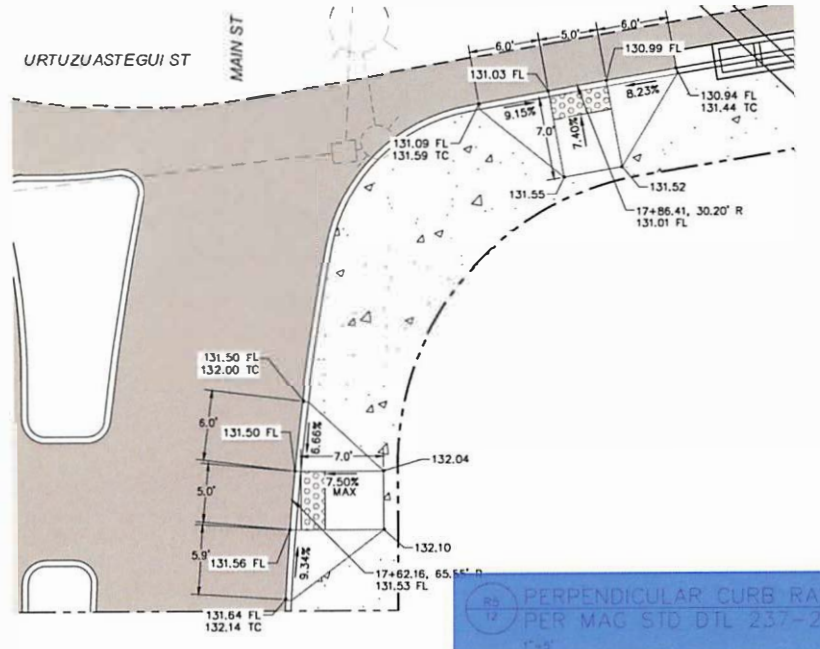 URTUZUASTEGUI ST
MAIN ST
6.0'
5.0'
6.0'
130.99 FL
131.03 FL
9.15%
8.23%
7.0'
7.40%
130.94 FL
131.44 TC
131.09 FL
131.59 TC
131.55
131.52
17+86.41, 30.20' R
131.01 FL
131.50 FL
132.00 TC
6.0'
131.50 FL
6.66%
7.0'
132.04
7.50%
MAX
5.0'
132.10
5.9'
131.56 FL
9.34%
17+62.16, 65.55' R
131.53 FL
131.64 FL
132.14 TC
PERPENDICULAR CURB RA
12
PER MAG STD DTL 237-2
1"=5'